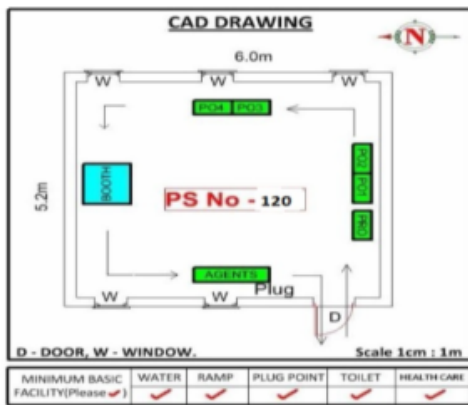 CAD DRAWING
N
6.0m
W W W
PO4 PO3
5.2m
BOOTH
PO2
PO1
PRO
PS No - 120
AGENTS
Plug
W W
D
D - DOOR, W - WINDOW. Scale 1cm : 1m
MINIMUM BASIC FACILITY(Please ✓) WATER RAMP PLUG POINT TOILET HEALTH CARE
✓ ✓ ✓ ✓ ✓